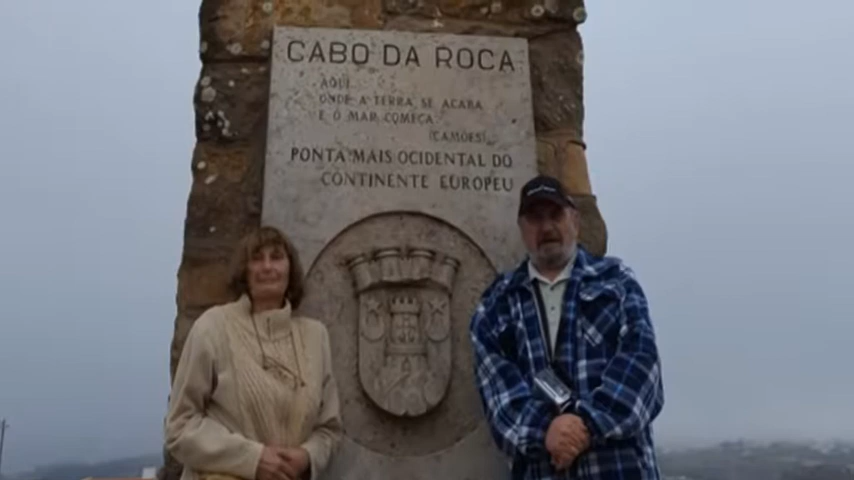 CABO DA ROCA
AQUI...
ONDE A TERRA SE ACABA
E O MAR COMEÇA...
(CAMÕES)
PONTA MAIS OCIDENTAL DO
CONTINENTE EUROPEU